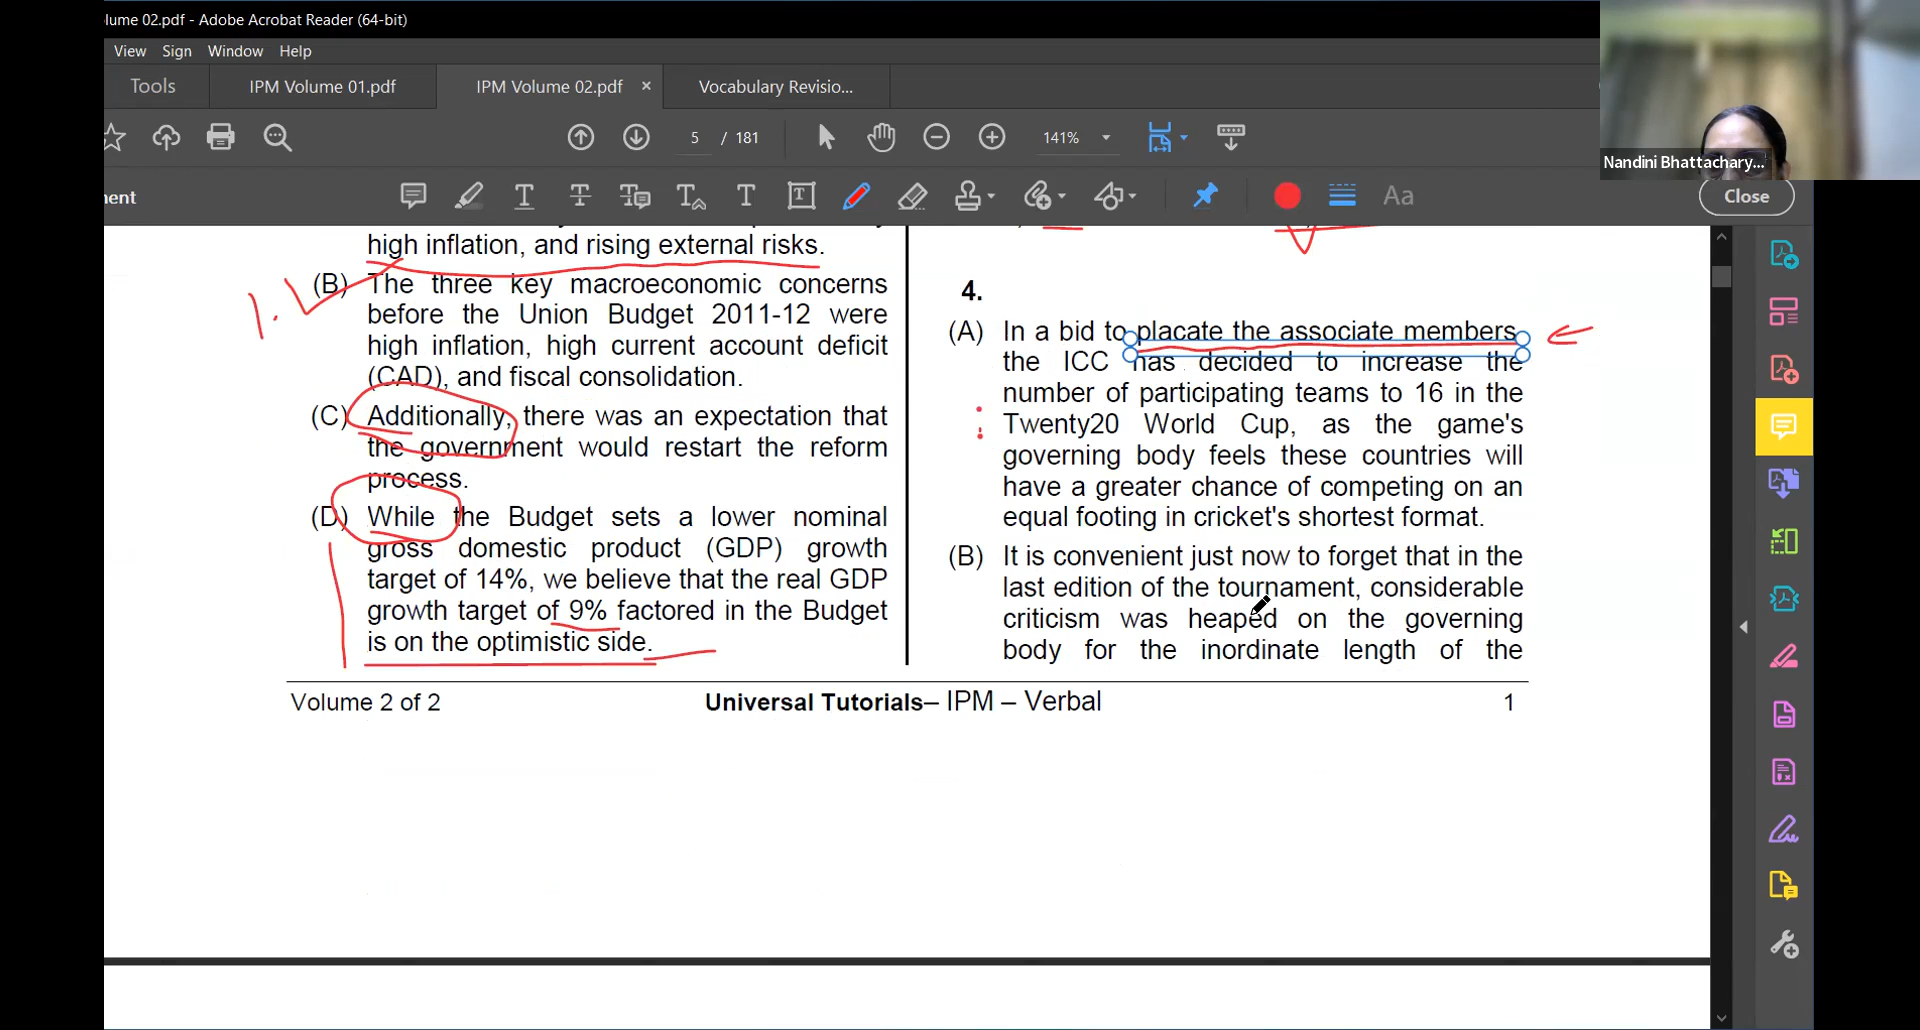 lume 02.pdf - Adobe Acrobat Reader (64-bit)
View Sign Window Help
Tools IPM Volume 01.pdf IPM Volume 02.pdf × Vocabulary Revisio...
5 / 181 141%
Nandini Bhattachary...
ent Aa Close
high inflation, and rising external risks.
1. (B) The three key macroeconomic concerns
before the Union Budget 2011-12 were
high inflation, high current account deficit
(CAD), and fiscal consolidation.
(C) Additionally, there was an expectation that
the government would restart the reform
process.
(D) While the Budget sets a lower nominal
gross domestic product (GDP) growth
target of 14%, we believe that the real GDP
growth target of 9% factored in the Budget
is on the optimistic side.
4.
(A) In a bid to placate the associate members
the ICC has decided to increase the
number of participating teams to 16 in the
Twenty20 World Cup, as the game's
governing body feels these countries will
have a greater chance of competing on an
equal footing in cricket's shortest format.
(B) It is convenient just now to forget that in the
last edition of the tournament, considerable
criticism was heaped on the governing
body for the inordinate length of the
Volume 2 of 2 Universal Tutorials– IPM – Verbal 1